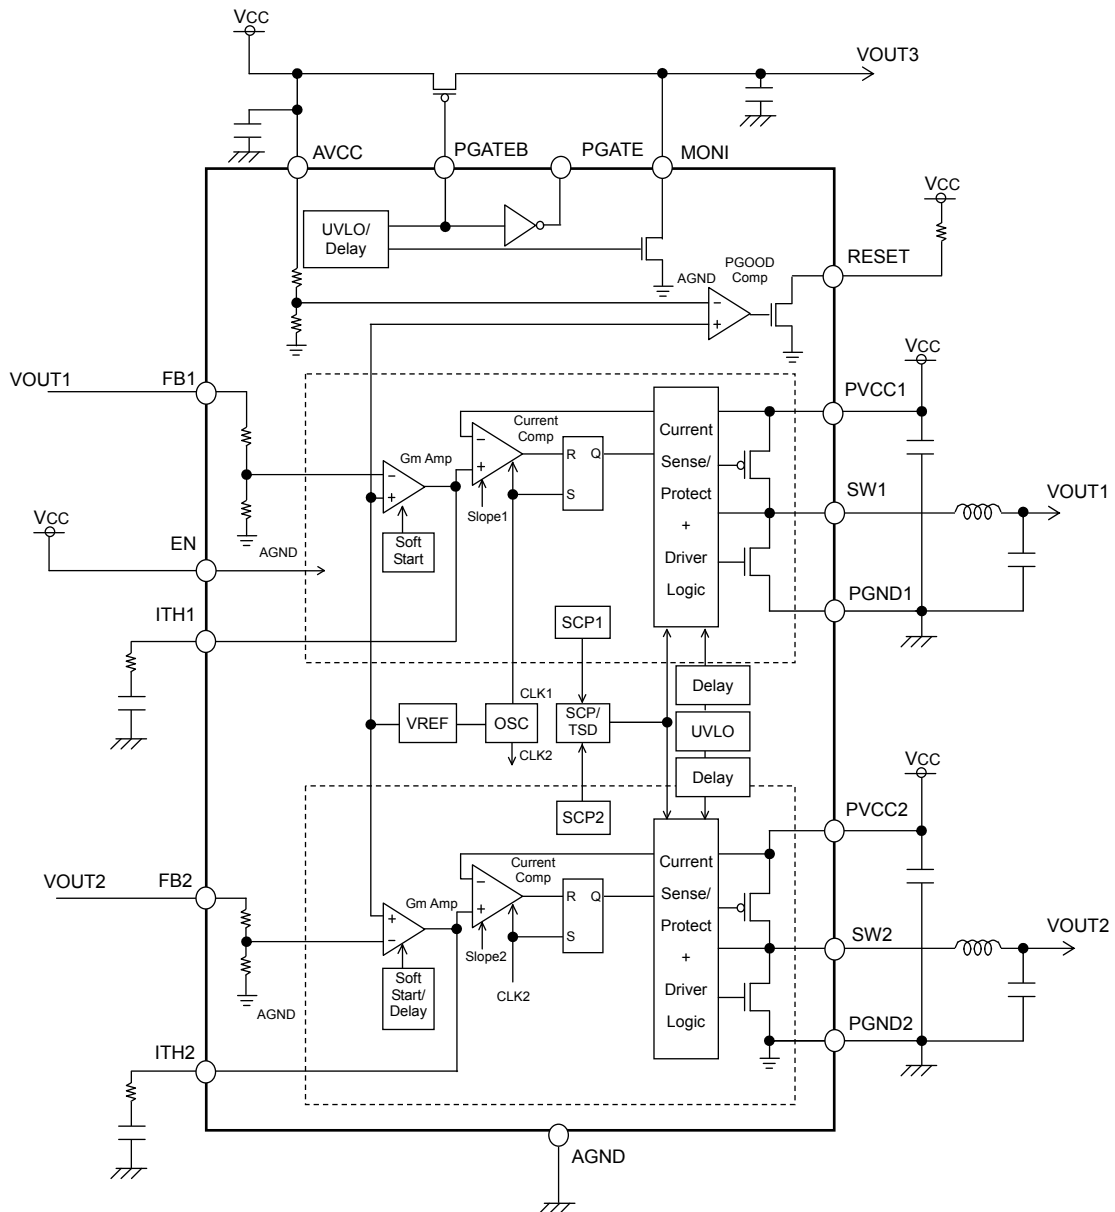 VCC
VOUT3
AVCC
PGATEB
PGATE
MONI
VCC
UVLO/
Delay
RESET
AGND
PGOOD
Comp
−
+
VCC
VOUT1
FB1
PVCC1
Current
Comp
−
+
R
Q
S
Current
Sense/
Protect
+
Driver
Logic
Gm Amp
−
+
Slope1
SW1
VOUT1
VCC
EN
AGND
Soft
Start
ITH1
PGND1
SCP1
Delay
CLK1
VREF
OSC
SCP/
TSD
UVLO
CLK2
Delay
VCC
SCP2
PVCC2
Current
Comp
−
+
R
Q
S
Current
Sense/
Protect
+
Driver
Logic
VOUT2
FB2
Gm Amp
+
−
Slope2
SW2
VOUT2
Soft
Start/
Delay
CLK2
AGND
ITH2
PGND2
AGND